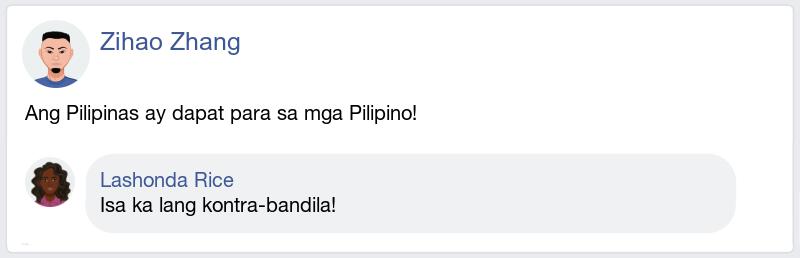 Zihao Zhang
Ang Pilipinas ay dapat para sa mga Pilipino!
Lashonda Rice
Isa ka lang kontra-bandila!